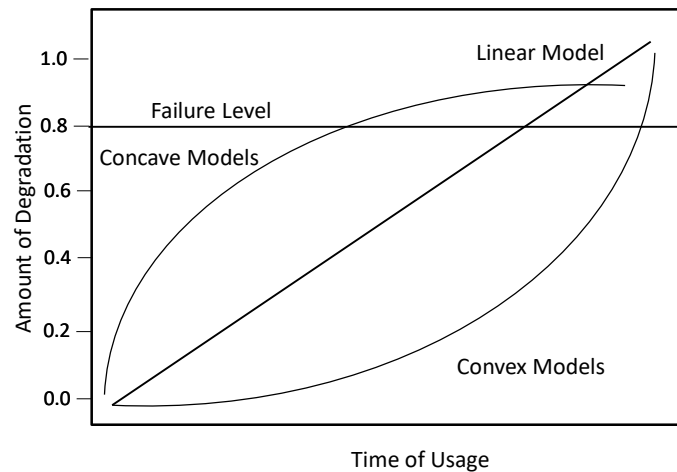 Amount of Degradation
1.0
0.8
0.6
0.4
0.2
0.0
Linear Model
Failure Level
Concave Models
Convex Models
Time of Usage